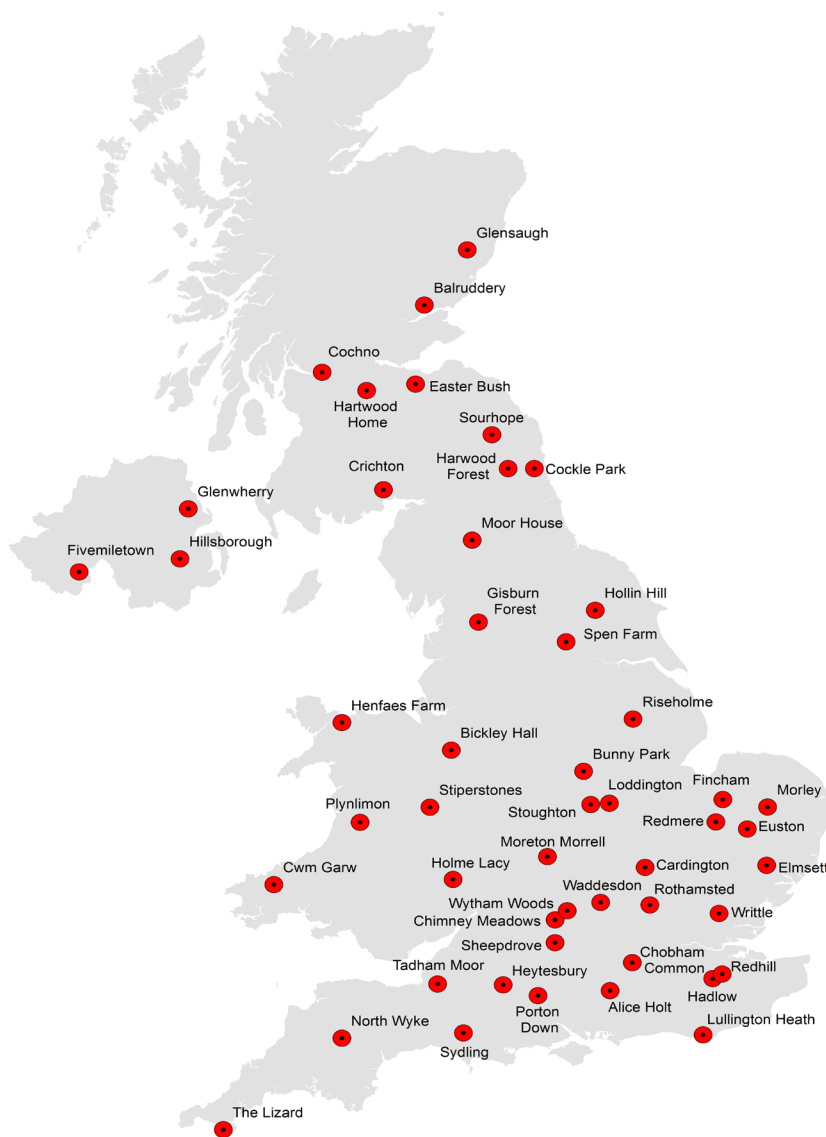 Glensaugh
Balruddery
Cochno
Easter Bush
Hartwood
Home
Sourhope
Harwood
Forest
Cockle Park
Crichton
Glenwherry
Moor House
Fivemiletown
Hillsborough
Gisburn
Forest
Hollin Hill
Spen Farm
Henfaes Farm
Riseholme
Bickley Hall
Bunny Park
Stiperstones
Loddington
Fincham
Morley
Plynlimon
Stoughton
Redmere
Euston
Moreton Morrell
Cwm Garw
Holme Lacy
Cardington
Elmsett
Waddesdon
Rothamsted
Wytham Woods
Chimney Meadows
Writtle
Sheepdrove
Chobham
Common
Tadham Moor
Heytesbury
Redhill
Hadlow
Alice Holt
Porton
Down
North Wyke
Sydling
Lullington Heath
The Lizard